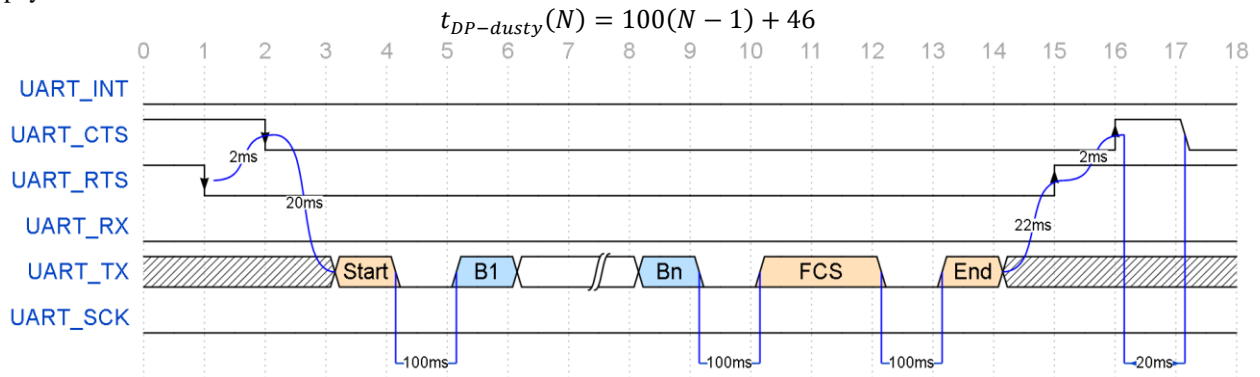 t_{DP-dusty}(N) = 100(N − 1) + 46
0 1 2 3 4 5 6 7 8 9 10 11 12 13 14 15 16 17 18
UART_INT
UART_CTS
2ms 2ms
UART_RTS
20ms
UART_RX
22ms
UART_TX Start B1 Bn FCS End
UART_SCK
100ms 100ms 100ms 20ms